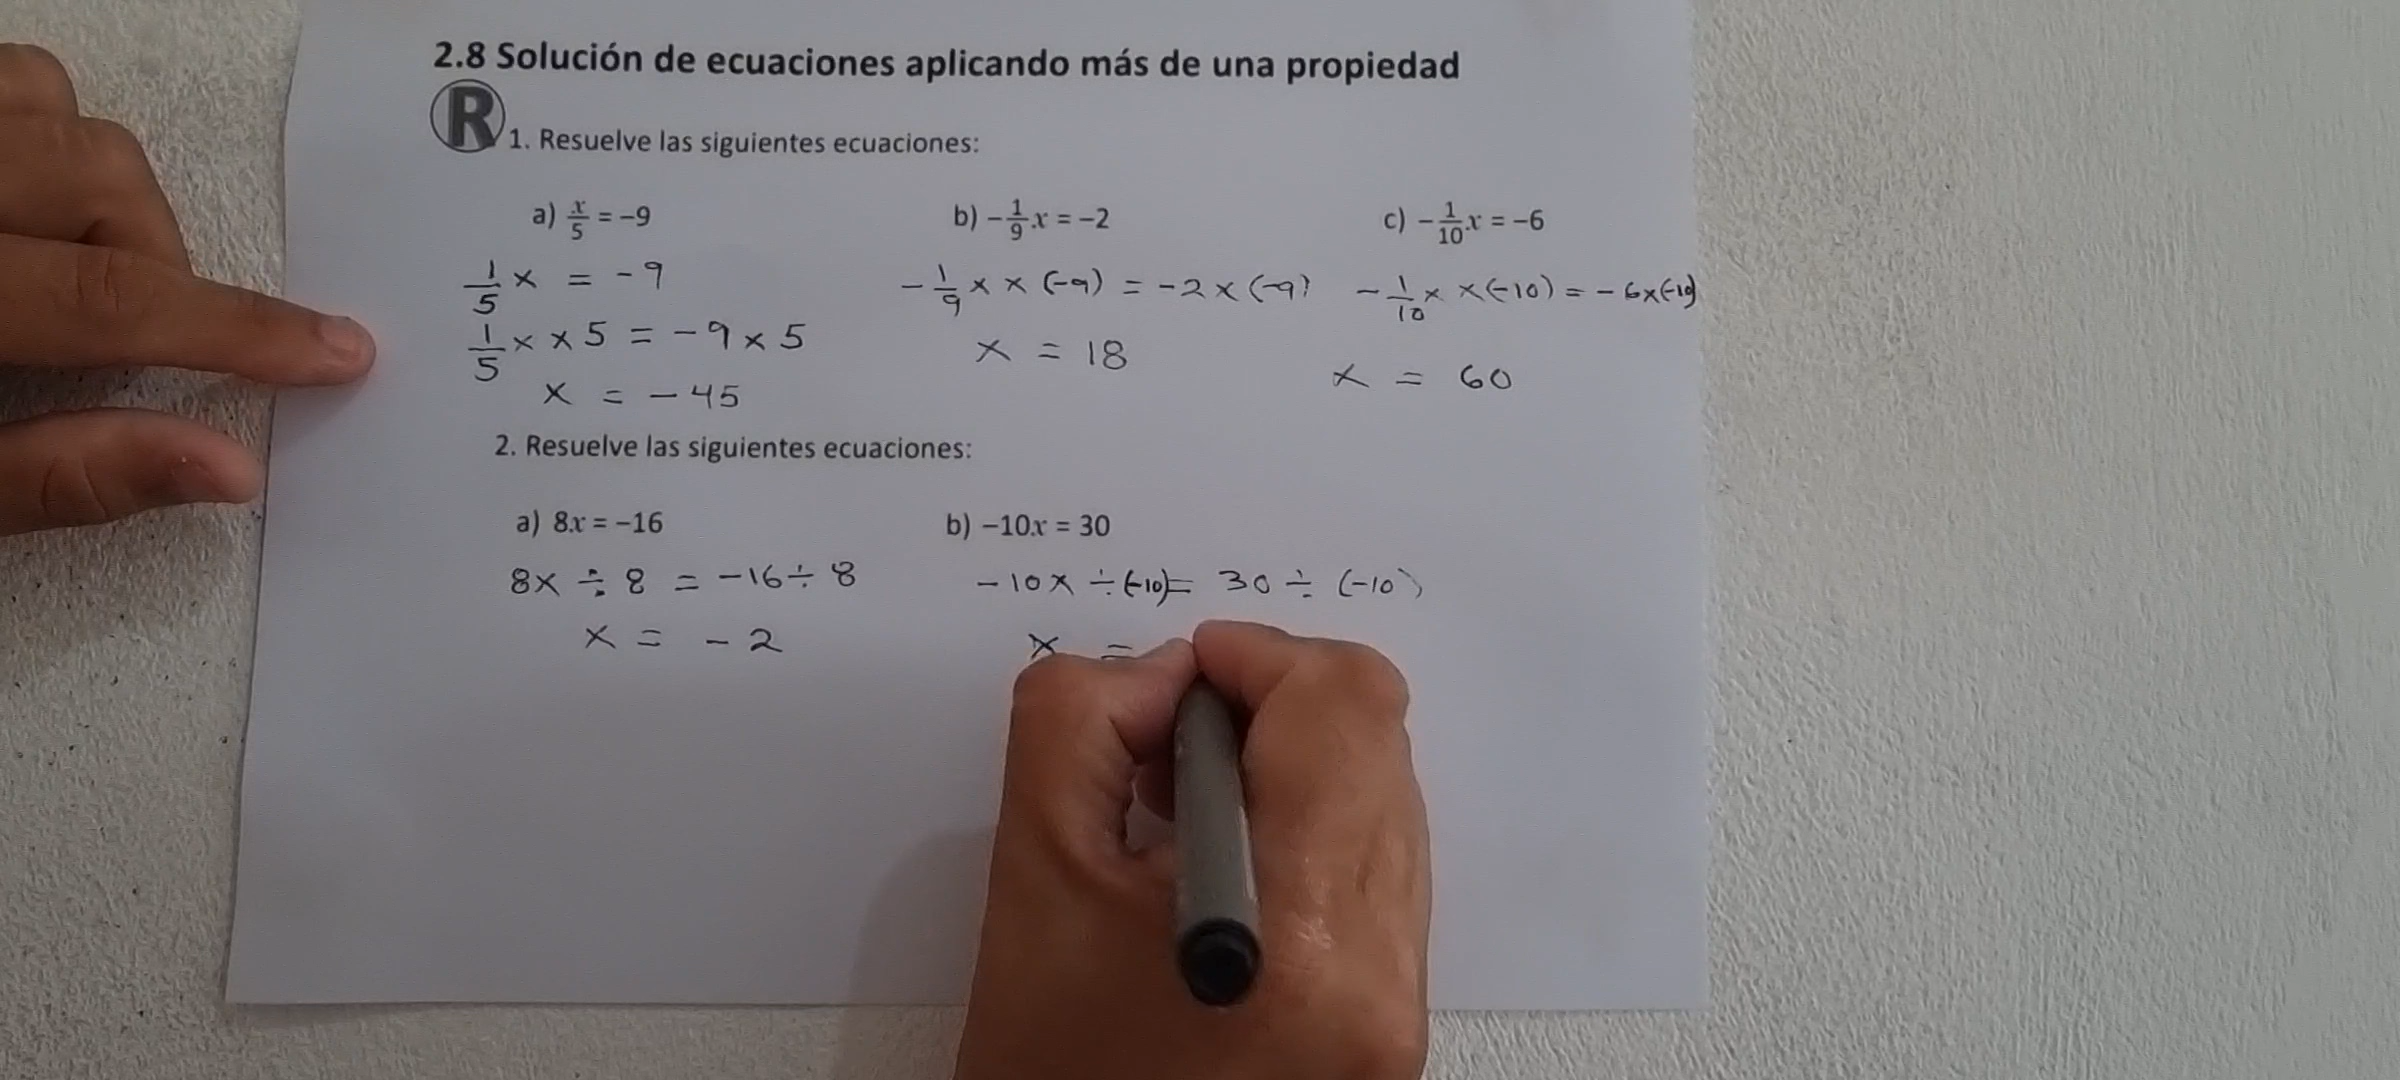 2.8 Solución de ecuaciones aplicando más de una propiedad
R
1. Resuelve las siguientes ecuaciones:
a) x/5 = −9
b) −1/9 x = −2
c) −1/10 x = −6
1/5 x = -9
1/5 x × 5 = -9 × 5
x = -45
-1/9 x × (-9) = -2 × (-9)
x = 18
-1/10 x × (-10) = -6 × (-10)
x = 60
2. Resuelve las siguientes ecuaciones:
a) 8x = −16
b) −10x = 30
8x ÷ 8 = -16 ÷ 8
x = -2
-10x ÷ (-10) = 30 ÷ (-10)
x =